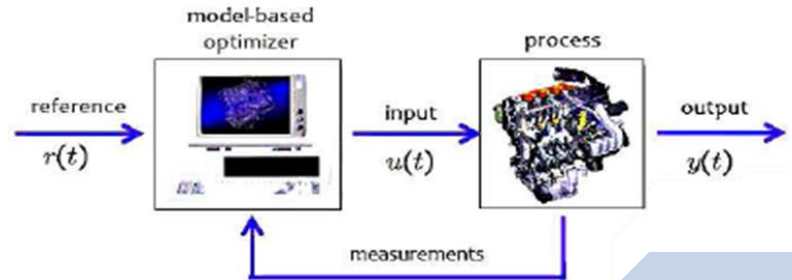 model-based
optimizer
process
reference
input
output
r(t)
u(t)
y(t)
measurements